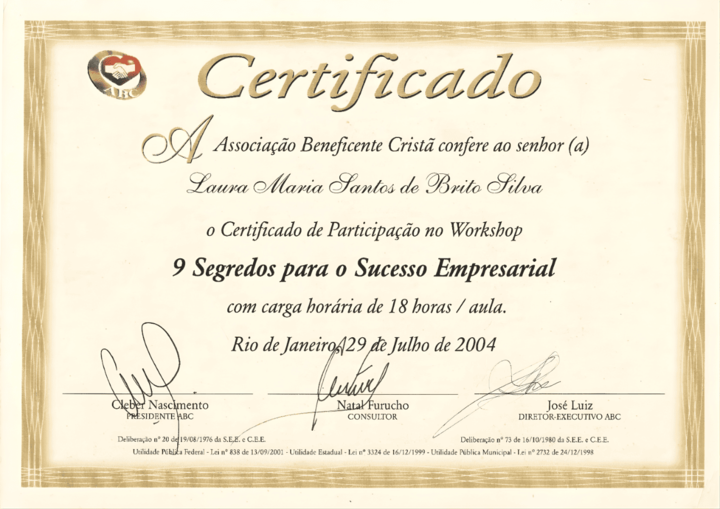 ABC
Certificado
A Associação Beneficente Cristã confere ao senhor (a)
Laura Maria Santos de Brito Silva
o Certificado de Participação no Workshop
9 Segredos para o Sucesso Empresarial
com carga horária de 18 horas / aula.
Rio de Janeiro, 29 de Julho de 2004
Cleber Nascimento
PRESIDENTE ABC
Natal Furucho
CONSULTOR
José Luiz
DIRETOR-EXECUTIVO ABC
Deliberação nº 20 de 19/08/1976 da S.E.E. e C.E.E.
Deliberação nº 73 de 16/10/1980 da S.E.E. e C.E.E.
Utilidade Pública Federal - Lei nº 838 de 13/09/2001 - Utilidade Estadual - Lei nº 3324 de 16/12/1999 - Utilidade Pública Municipal - Lei nº 2732 de 24/12/1998